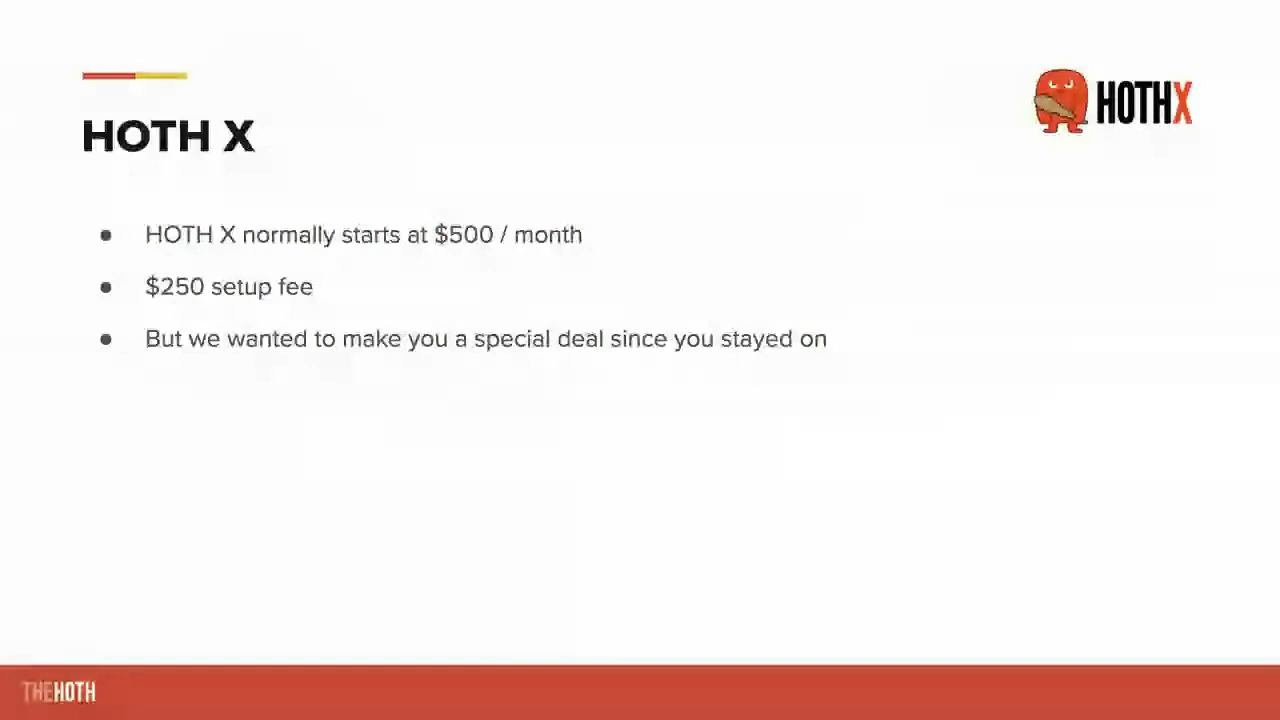 HOTHX
HOTH X
HOTH X normally starts at $500 / month
$250 setup fee
But we wanted to make you a special deal since you stayed on
THEHOTH